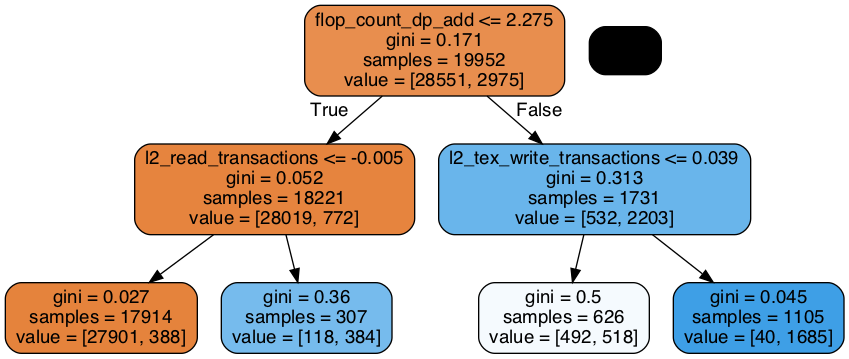 flop_count_dp_add <= 2.275
gini = 0.171
samples = 19952
value = [28551, 2975]
True
False
l2_read_transactions <= -0.005
gini = 0.052
samples = 18221
value = [28019, 772]
l2_tex_write_transactions <= 0.039
gini = 0.313
samples = 1731
value = [532, 2203]
gini = 0.027
samples = 17914
value = [27901, 388]
gini = 0.36
samples = 307
value = [118, 384]
gini = 0.5
samples = 626
value = [492, 518]
gini = 0.045
samples = 1105
value = [40, 1685]